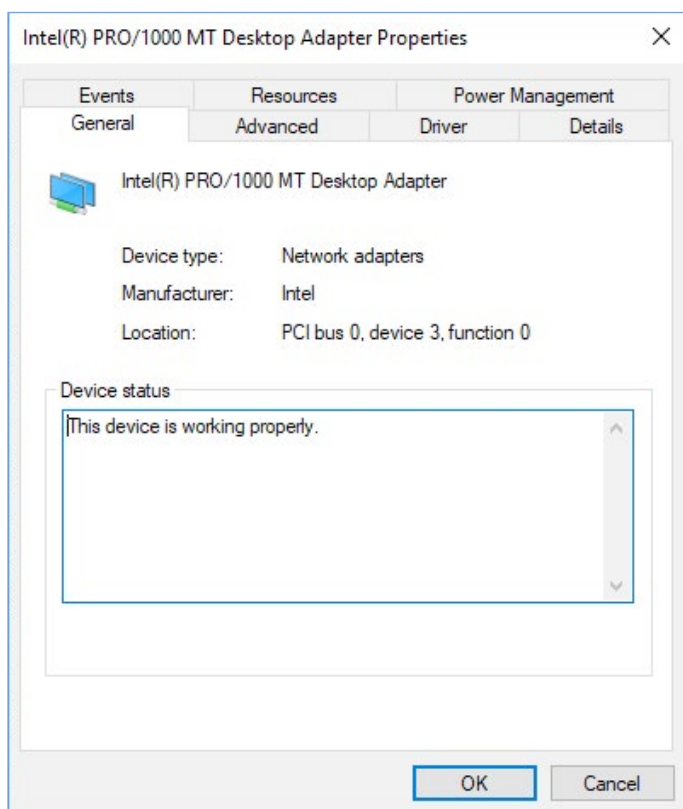 Intel(R) PRO/1000 MT Desktop Adapter Properties
Events Resources Power Management
General Advanced Driver Details
Intel(R) PRO/1000 MT Desktop Adapter
Device type: Network adapters
Manufacturer: Intel
Location: PCI bus 0, device 3, function 0
Device status
This device is working properly.
OK Cancel